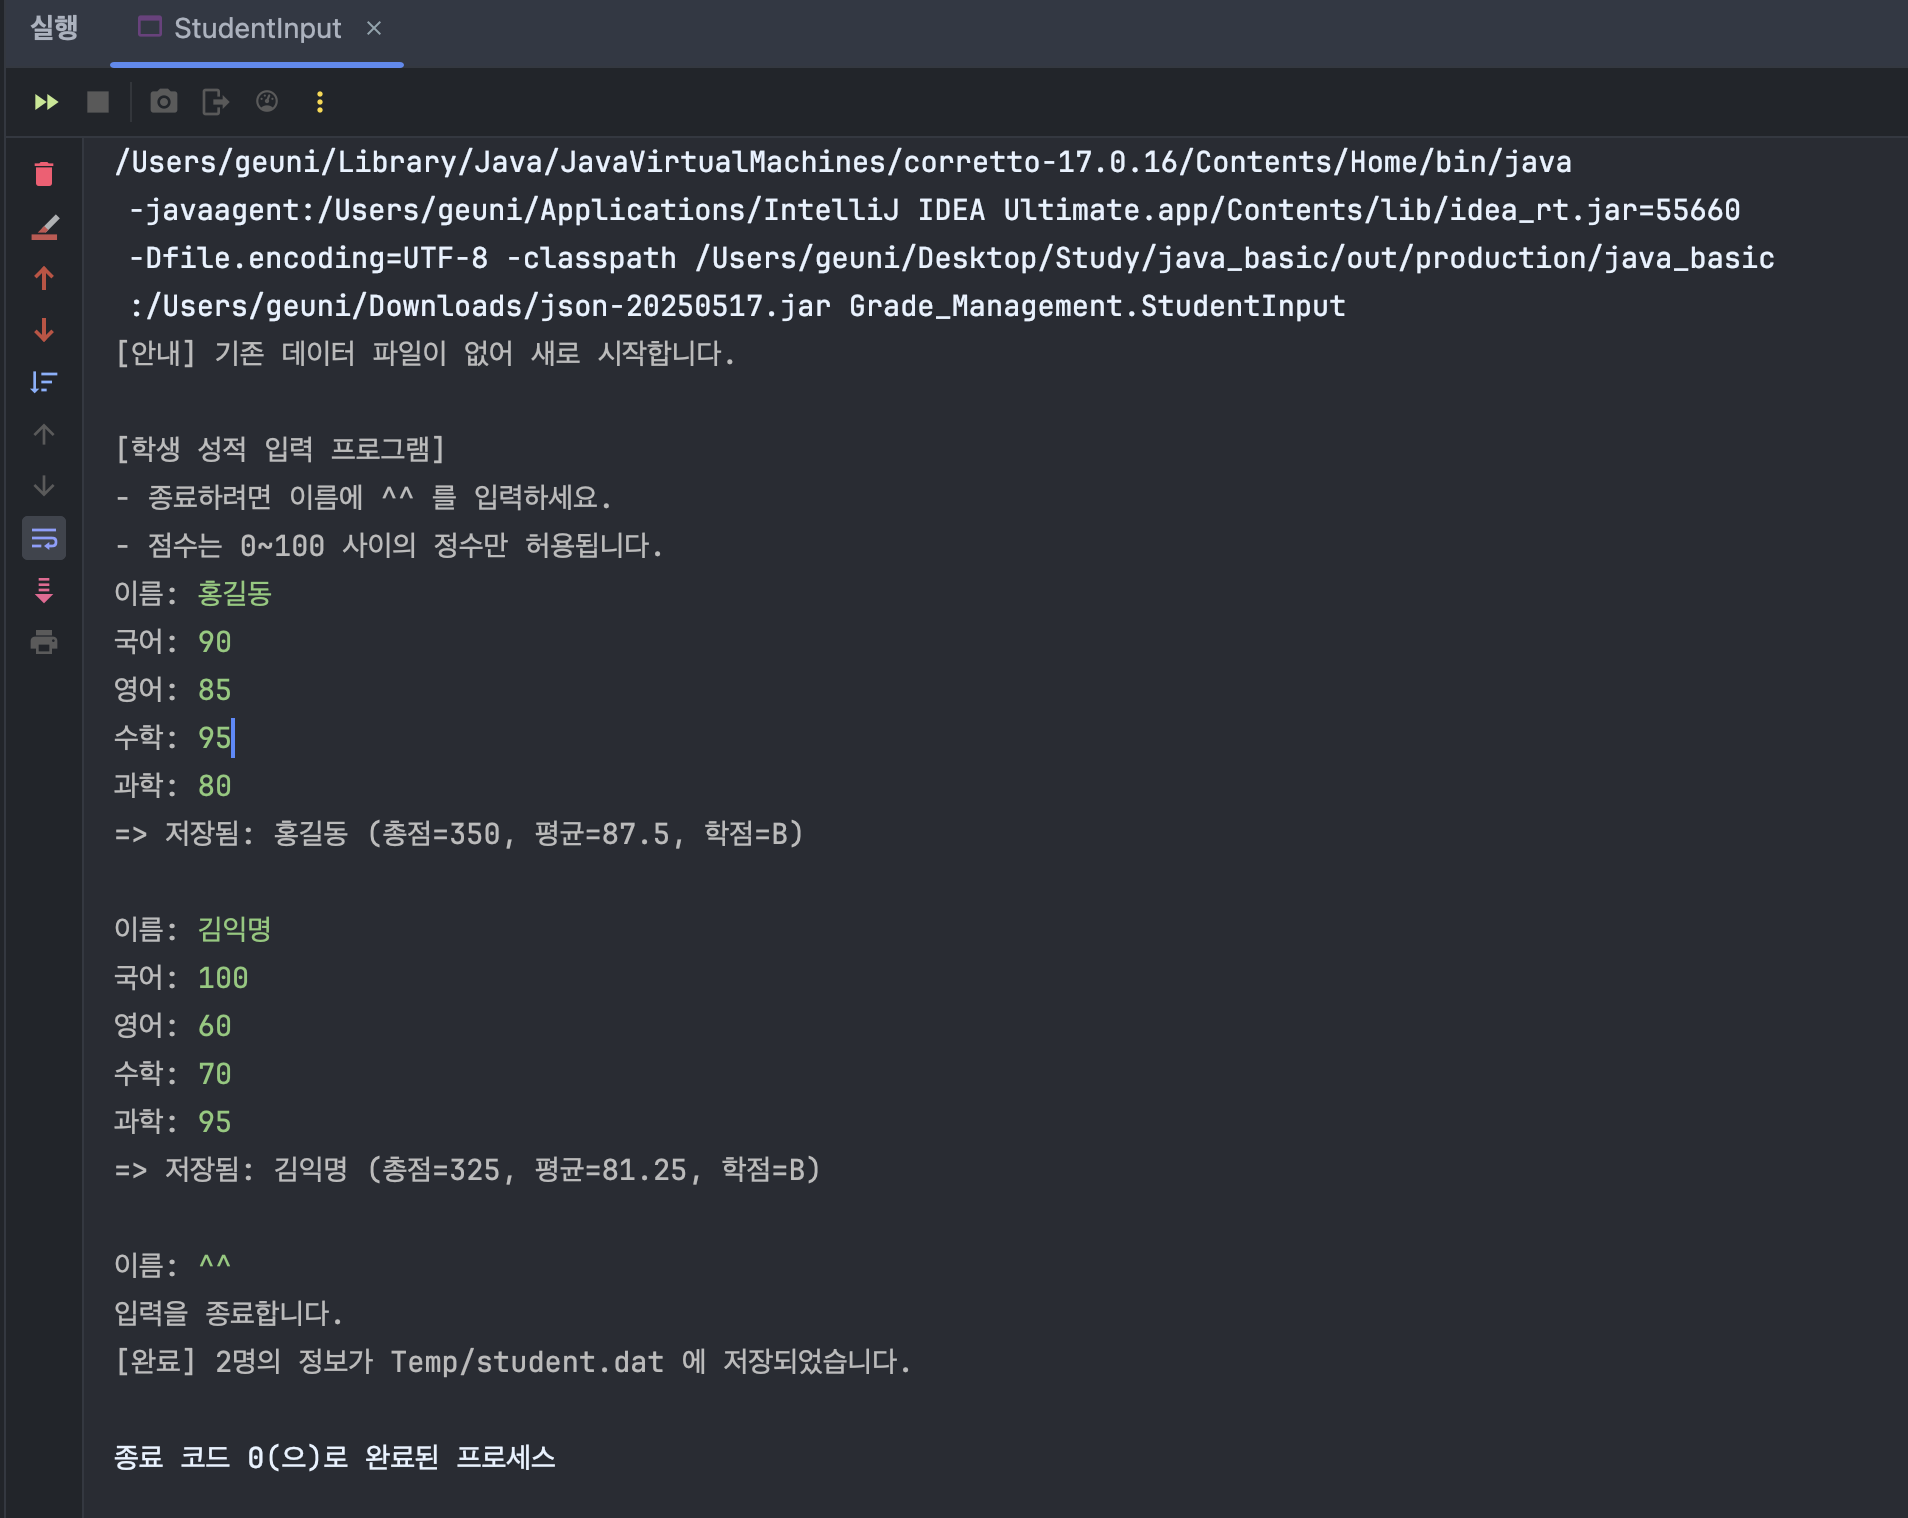 실행 StudentInput
/Users/geuni/Library/Java/JavaVirtualMachines/corretto-17.0.16/Contents/Home/bin/java
-javaagent:/Users/geuni/Applications/IntelliJ IDEA Ultimate.app/Contents/lib/idea_rt.jar=55660
-Dfile.encoding=UTF-8 -classpath /Users/geuni/Desktop/Study/java_basic/out/production/java_basic
:/Users/geuni/Downloads/json-20250517.jar Grade_Management.StudentInput
[안내] 기존 데이터 파일이 없어 새로 시작합니다.
[학생 성적 입력 프로그램]
- 종료하려면 이름에 ^^ 를 입력하세요.
- 점수는 0~100 사이의 정수만 허용됩니다.
이름: 홍길동
국어: 90
영어: 85
수학: 95
과학: 80
=> 저장됨: 홍길동 (총점=350, 평균=87.5, 학점=B)
이름: 김익명
국어: 100
영어: 60
수학: 70
과학: 95
=> 저장됨: 김익명 (총점=325, 평균=81.25, 학점=B)
이름: ^^
입력을 종료합니다.
[완료] 2명의 정보가 Temp/student.dat 에 저장되었습니다.
종료 코드 0(으)로 완료된 프로세스